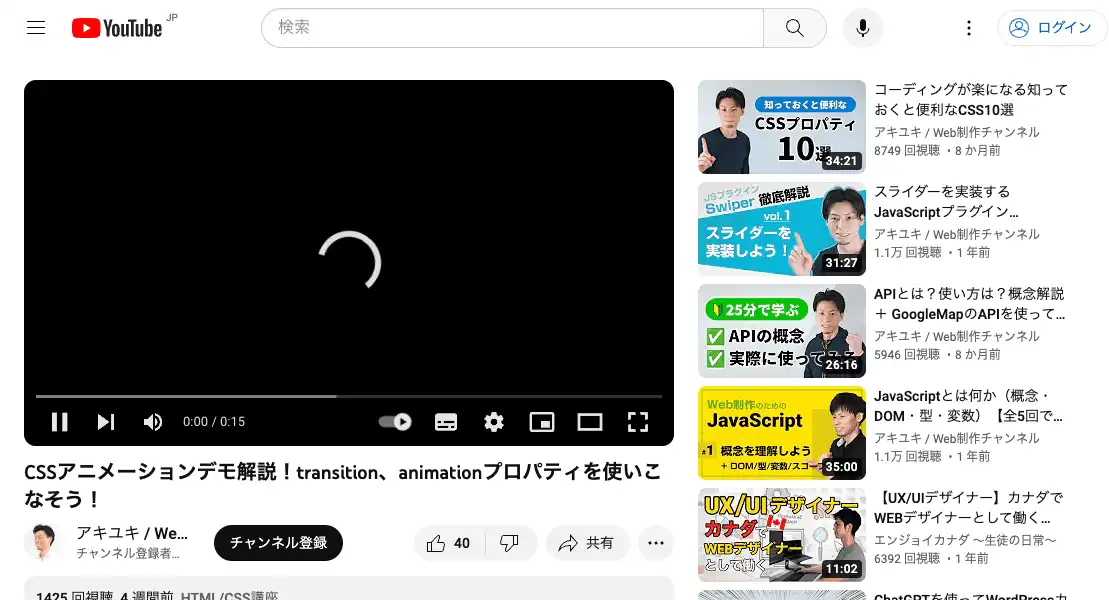 YouTube JP
検索
ログイン
0:00 / 0:15
CSSアニメーションデモ解説！transition、animationプロパティを使いこ
なそう！
アキユキ / We...
チャンネル登録者...
チャンネル登録
40
共有
1425 回視聴 4 週間前 HTML/CSS講座
知っておくと便利な
CSSプロパティ
10選
34:21
コーディングが楽になる知って
おくと便利なCSS10選
アキユキ / Web制作チャンネル
8749 回視聴 ・8 か月前
JSプラグイン
Swiper 徹底解説
vol.1
スライダーを
実装しよう！
31:27
スライダーを実装する
JavaScriptプラグイン...
アキユキ / Web制作チャンネル
1.1万 回視聴 ・1 年前
25分で学ぶ
APIの概念
実際に使ってみる
26:16
APIとは？使い方は？概念解説
＋ GoogleMapのAPIを使って...
アキユキ / Web制作チャンネル
5946 回視聴 ・8 か月前
Web制作のための
JavaScript
#1 概念を理解しよう
+ DOM/型/変数/スコープ
35:00
JavaScriptとは何か（概念・
DOM・型・変数）【全5回で...
アキユキ / Web制作チャンネル
1.1万 回視聴 ・1 年前
UX/UIデザイナー
カナダで
WEBデザイナー
として働く
11:02
【UX/UIデザイナー】カナダで
WEBデザイナーとして働く...
エンジョイカナダ 〜生徒の日常〜
6392 回視聴 ・1 年前
ChatGPTを使ってWordPressカ